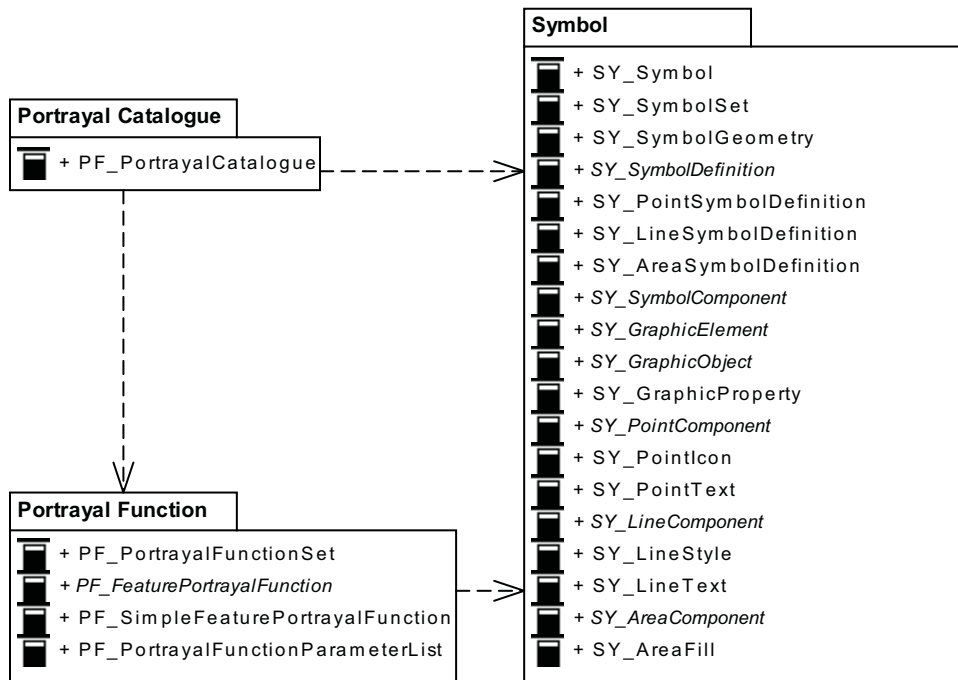 Portrayal Catalogue
+ PF_PortrayalCatalogue
Portrayal Function
+ PF_PortrayalFunctionSet
+ PF_FeaturePortrayalFunction
+ PF_SimpleFeaturePortrayalFunction
+ PF_PortrayalFunctionParameterList
Symbol
+ SY_Symbol
+ SY_SymbolSet
+ SY_SymbolGeometry
+ SY_SymbolDefinition
+ SY_PointSymbolDefinition
+ SY_LineSymbolDefinition
+ SY_AreaSymbolDefinition
+ SY_SymbolComponent
+ SY_GraphicElement
+ SY_GraphicObject
+ SY_GraphicProperty
+ SY_PointComponent
+ SY_PointIcon
+ SY_PointText
+ SY_LineComponent
+ SY_LineStyle
+ SY_LineText
+ SY_AreaComponent
+ SY_AreaFill